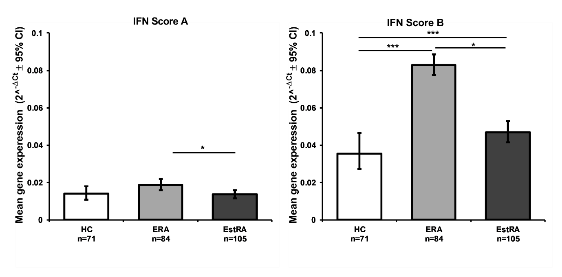 IFN Score A
Mean gene experession (2^-ΔCt ± 95% CI)
0.1
0.08
0.06
0.04
0.02
0
*
HC
n=71
ERA
n=84
EstRA
n=105
IFN Score B
Mean gene experession (2^-ΔCt ± 95% CI)
0.1
0.08
0.06
0.04
0.02
0
***
***
*
HC
n=71
ERA
n=84
EstRA
n=105